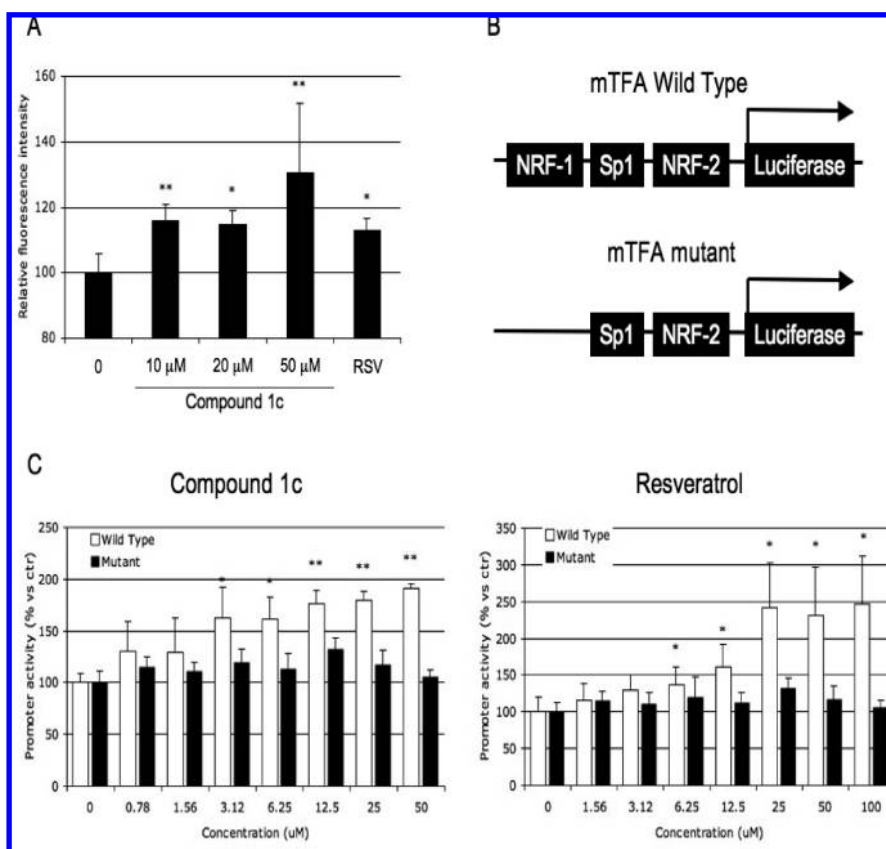 A
160
140
120
100
80
Relative fluorescence intensity
** * ** *
0 10 μM 20 μM 50 μM RSV
Compound 1c
B
mTFA Wild Type
NRF-1 Sp1 NRF-2 Luciferase
mTFA mutant
Sp1 NRF-2 Luciferase
C
Compound 1c
250
200
150
100
50
0
Promoter activity (% vs ctr)
Wild Type
Mutant
* * ** ** **
0 0.78 1.56 3.12 6.25 12.5 25 50
Concentration (uM)
Resveratrol
350
300
250
200
150
100
50
0
Promoter activity (% vs ctr)
Wild Type
Mutant
* * * * *
0 1.56 3.12 6.25 12.5 25 50 100
Concentration (uM)